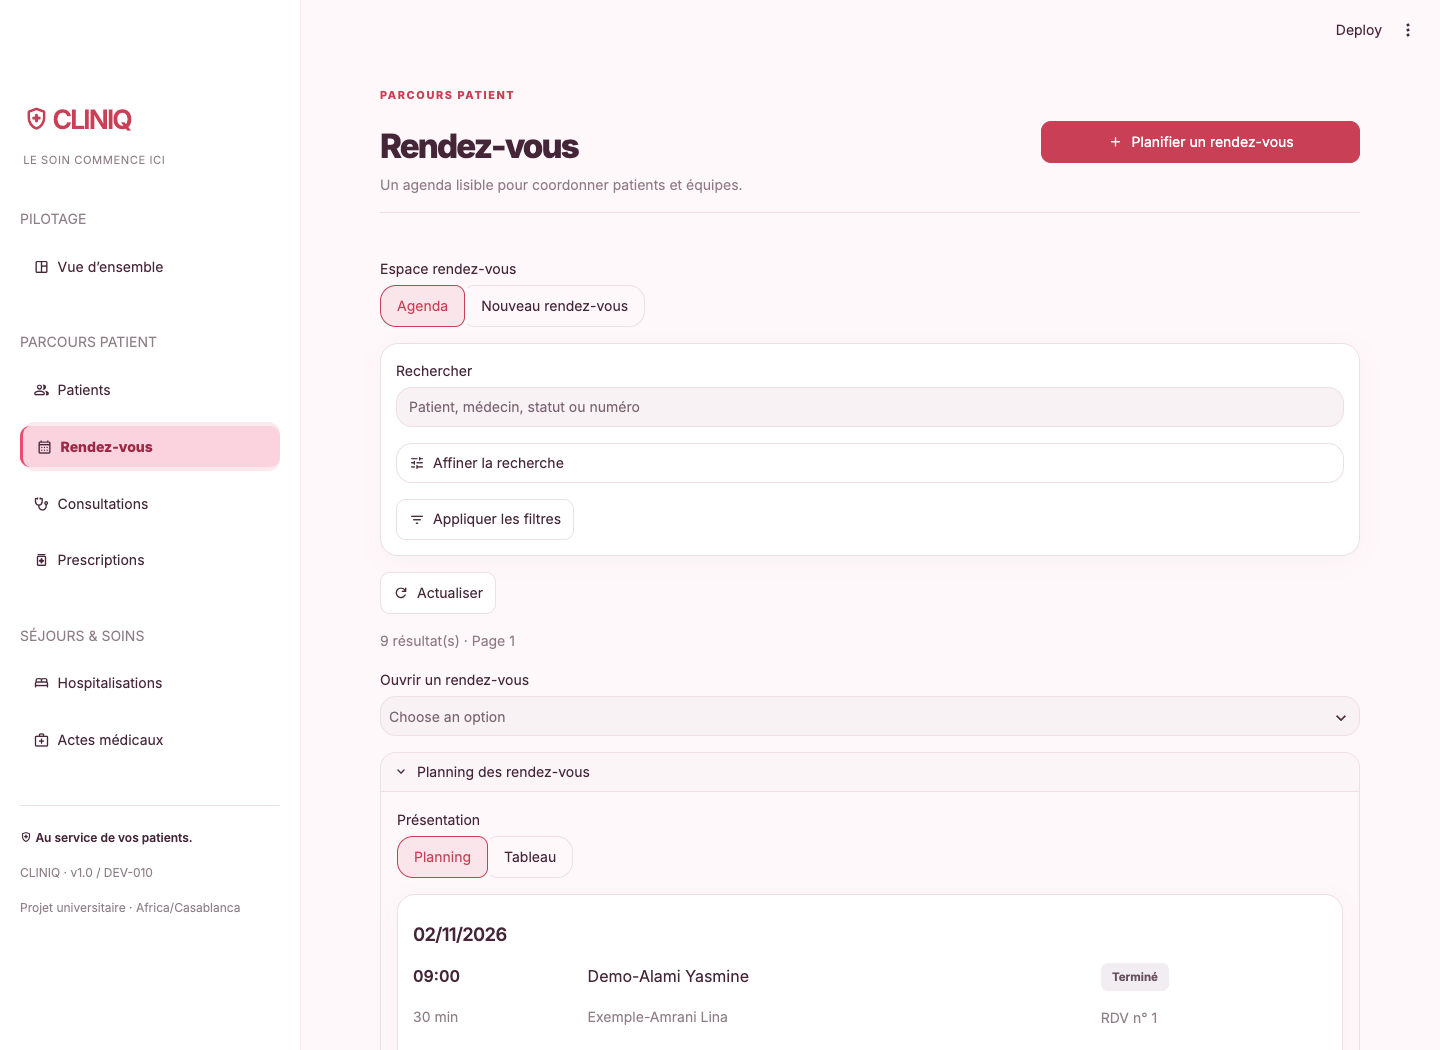 Deploy
CLINIQ
LE SOIN COMMENCE ICI
PILOTAGE
Vue d’ensemble
PARCOURS PATIENT
Patients
Rendez-vous
Consultations
Prescriptions
SÉJOURS & SOINS
Hospitalisations
Actes médicaux
Au service de vos patients.
CLINIQ · v1.0 / DEV-010
Projet universitaire · Africa/Casablanca
PARCOURS PATIENT
Rendez-vous
Planifier un rendez-vous
Un agenda lisible pour coordonner patients et équipes.
Espace rendez-vous
Agenda Nouveau rendez-vous
Rechercher
Patient, médecin, statut ou numéro
Affiner la recherche
Appliquer les filtres
Actualiser
9 résultat(s) · Page 1
Ouvrir un rendez-vous
Choose an option
Planning des rendez-vous
Présentation
Planning Tableau
02/11/2026
09:00 Demo-Alami Yasmine Terminé
30 min Exemple-Amrani Lina RDV n° 1